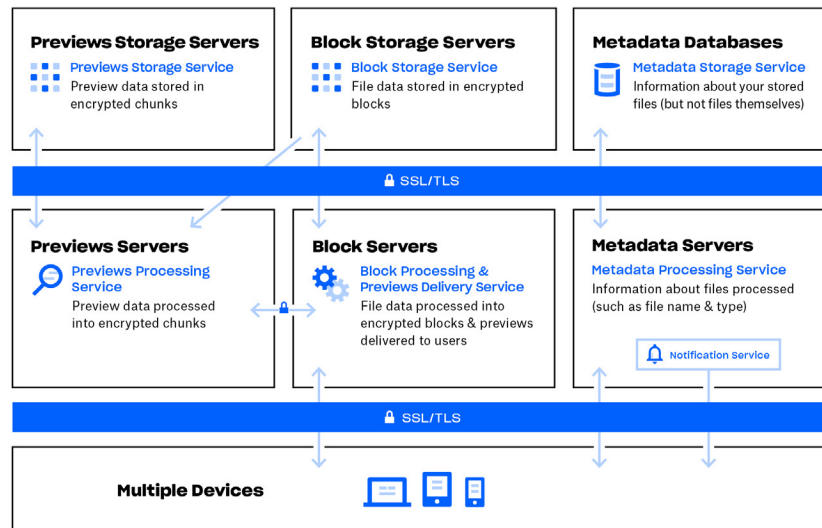 Previews Storage Servers
Previews Storage Service
Preview data stored in
encrypted chunks
Block Storage Servers
Block Storage Service
File data stored in encrypted
blocks
Metadata Databases
Metadata Storage Service
Information about your stored
files (but not files themselves)
SSL/TLS
Previews Servers
Previews Processing
Service
Preview data processed
into encrypted chunks
Block Servers
Block Processing &
Previews Delivery Service
File data processed into
encrypted blocks & previews
delivered to users
Metadata Servers
Metadata Processing Service
Information about files processed
(such as file name & type)
Notification Service
SSL/TLS
Multiple Devices